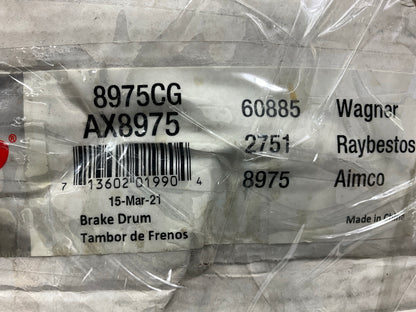 8975CG
AX8975
7 13602 01990 4
15-Mar-21
Brake Drum
Tambor de Frenos
60885 Wagner
2751 Raybestos
8975 Aimco
Made in China
®